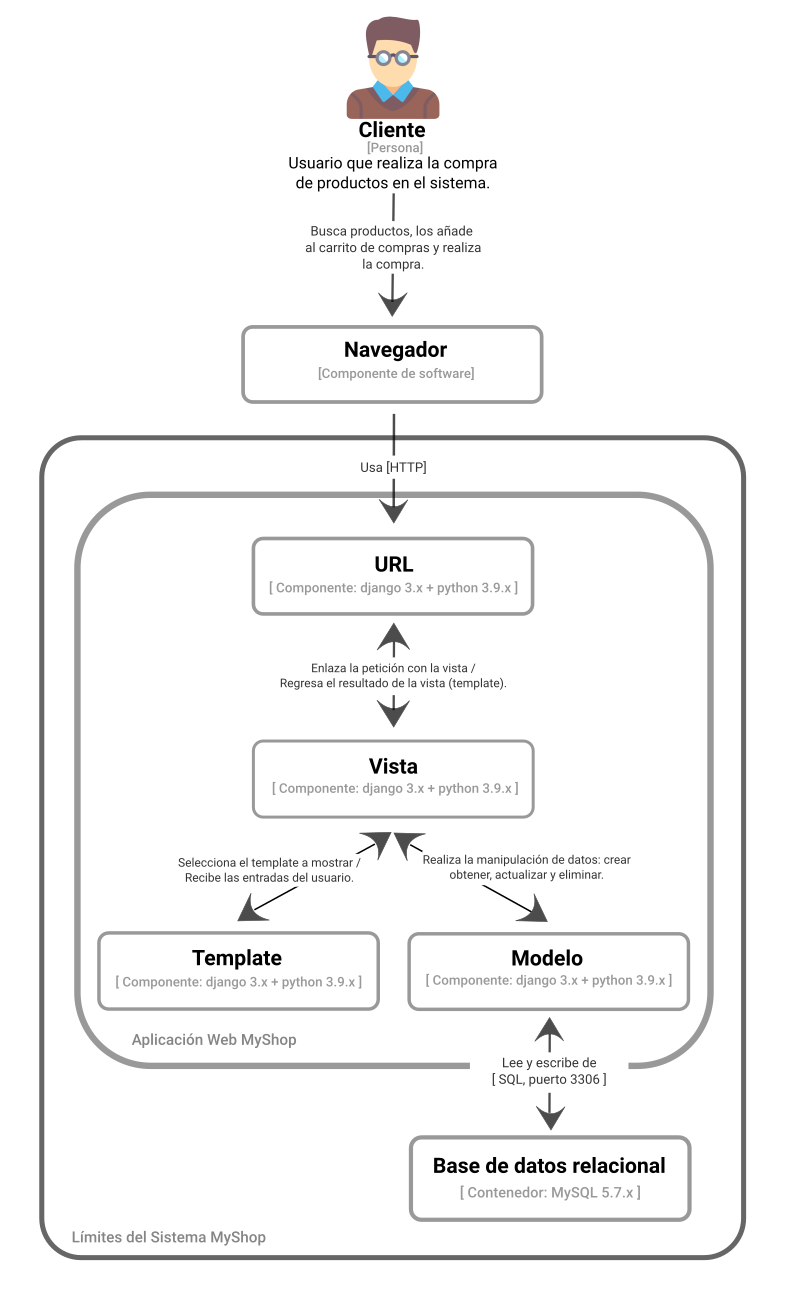 Cliente
[Persona]
Usuario que realiza la compra
de productos en el sistema.
Busca productos, los añade
al carrito de compras y realiza
la compra.
Navegador
[Componente de software]
Usa [HTTP]
URL
[ Componente: django 3.x + python 3.9.x ]
Enlaza la petición con la vista /
Regresa el resultado de la vista (template).
Vista
[ Componente: django 3.x + python 3.9.x ]
Selecciona el template a mostrar /
Recibe las entradas del usuario.
Realiza la manipulación de datos: crear
obtener, actualizar y eliminar.
Template
[ Componente: django 3.x + python 3.9.x ]
Modelo
[ Componente: django 3.x + python 3.9.x ]
Aplicación Web MyShop
Lee y escribe de
[ SQL, puerto 3306 ]
Base de datos relacional
[ Contenedor: MySQL 5.7.x ]
Límites del Sistema MyShop